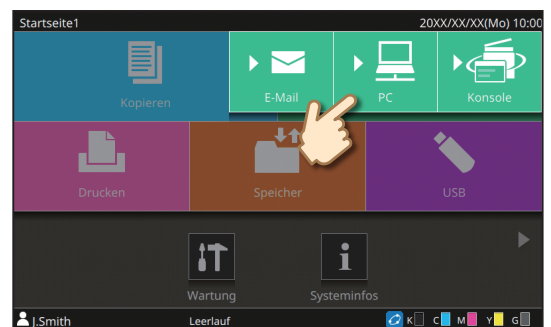 Startseite1 20XX/XX/XX(Mo) 10:00
Kopieren E-Mail PC Konsole
Drucken Speicher USB
Wartung Systeminfos
J.Smith Leerlauf K C M Y G